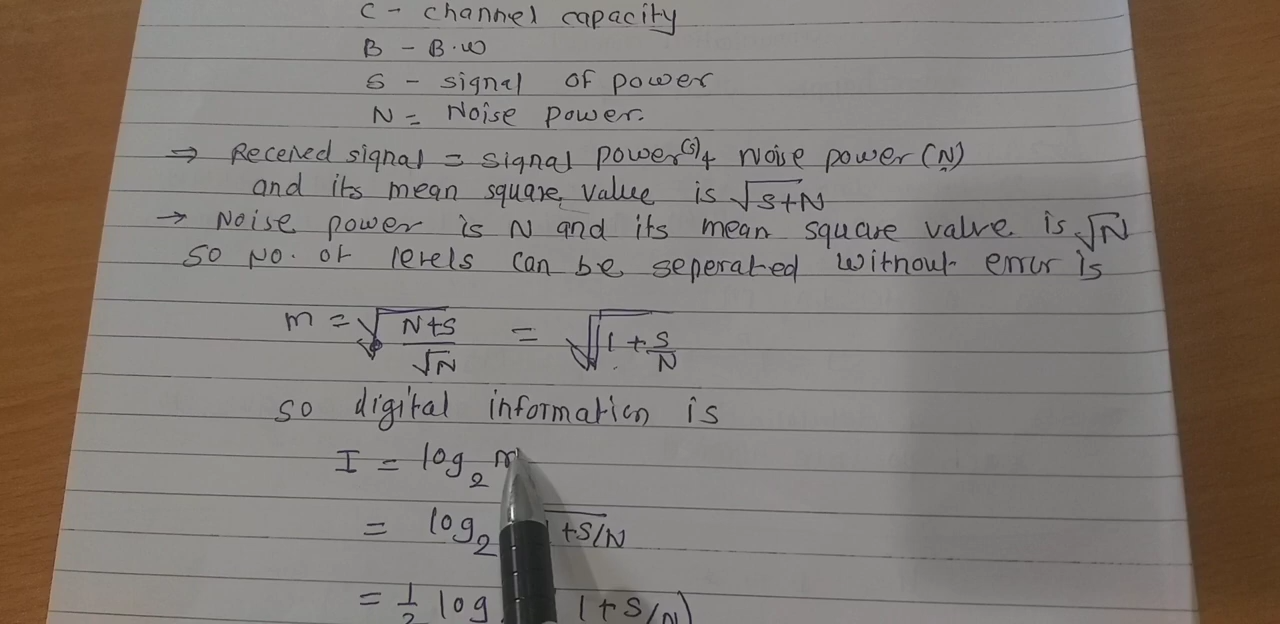 C - channel capacity
B - B.W
S - signal of power
N = Noise power.
⇒ Received signal = signal power(s)+ Noise power (N)
and its mean square value is √S+N
→ Noise power is N and its mean square value is √N
so No. of levels can be seperated without error is
m = √N+S / √N = √1 + S/N
so digital information is
I = log₂ m
= log₂ 1+S/N
= 1/2 log 1+S/N)